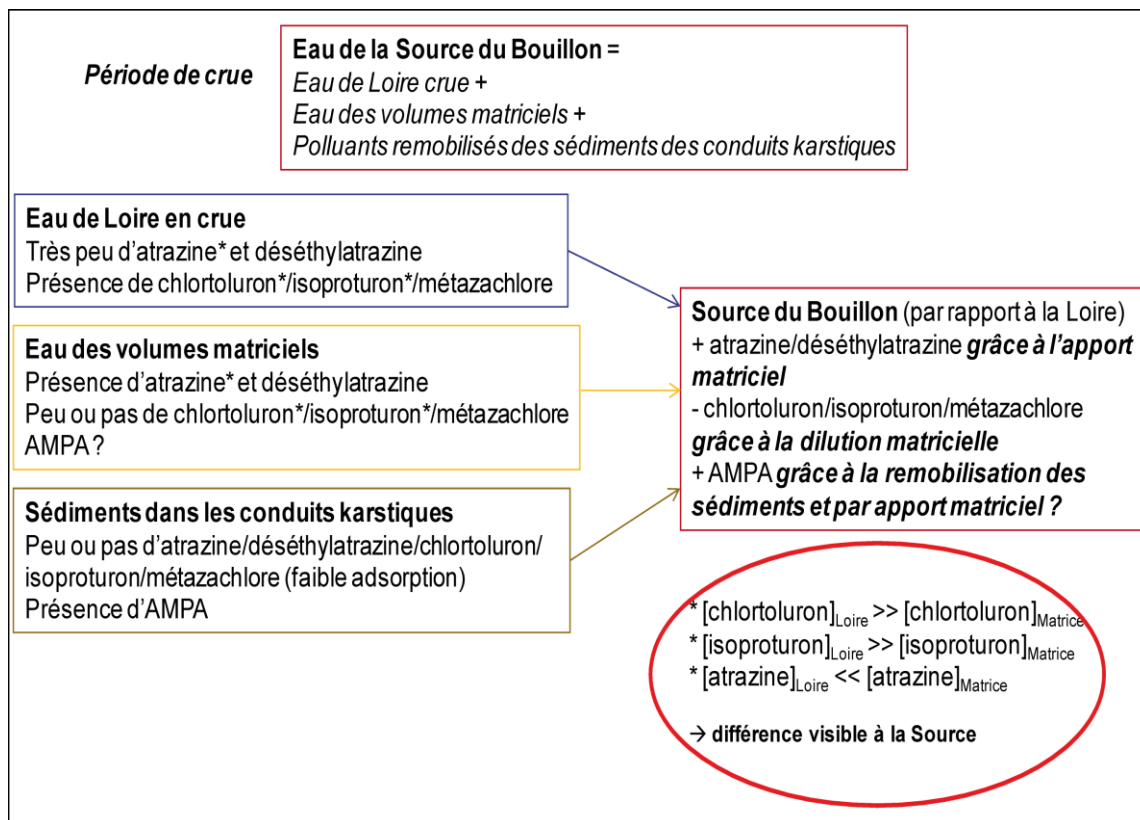 Période de crue
Eau de la Source du Bouillon =
Eau de Loire crue +
Eau des volumes matriciels +
Polluants remobilisés des sédiments des conduits karstiques
Eau de Loire en crue
Très peu d'atrazine* et déséthylatrazine
Présence de chlortoluron*/isoproturon*/métazachlore
Eau des volumes matriciels
Présence d'atrazine* et déséthylatrazine
Peu ou pas de chlortoluron*/isoproturon*/métazachlore
AMPA ?
Sédiments dans les conduits karstiques
Peu ou pas d'atrazine/déséthylatrazine/chlortoluron/
isoproturon/métazachlore (faible adsorption)
Présence d'AMPA
Source du Bouillon (par rapport à la Loire)
+ atrazine/déséthylatrazine grâce à l'apport
matriciel
- chlortoluron/isoproturon/métazachlore
grâce à la dilution matricielle
+ AMPA grâce à la remobilisation des
sédiments et par apport matriciel ?
* [chlortoluron]Loire >> [chlortoluron]Matrice
* [isoproturon]Loire >> [isoproturon]Matrice
* [atrazine]Loire << [atrazine]Matrice
→ différence visible à la Source